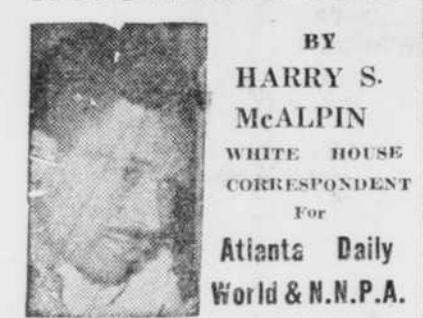 BY
HARRY S.
McALPIN
WHITE HOUSE
CORRESPONDENT
For
Atlanta Daily
World & N.N.P.A.